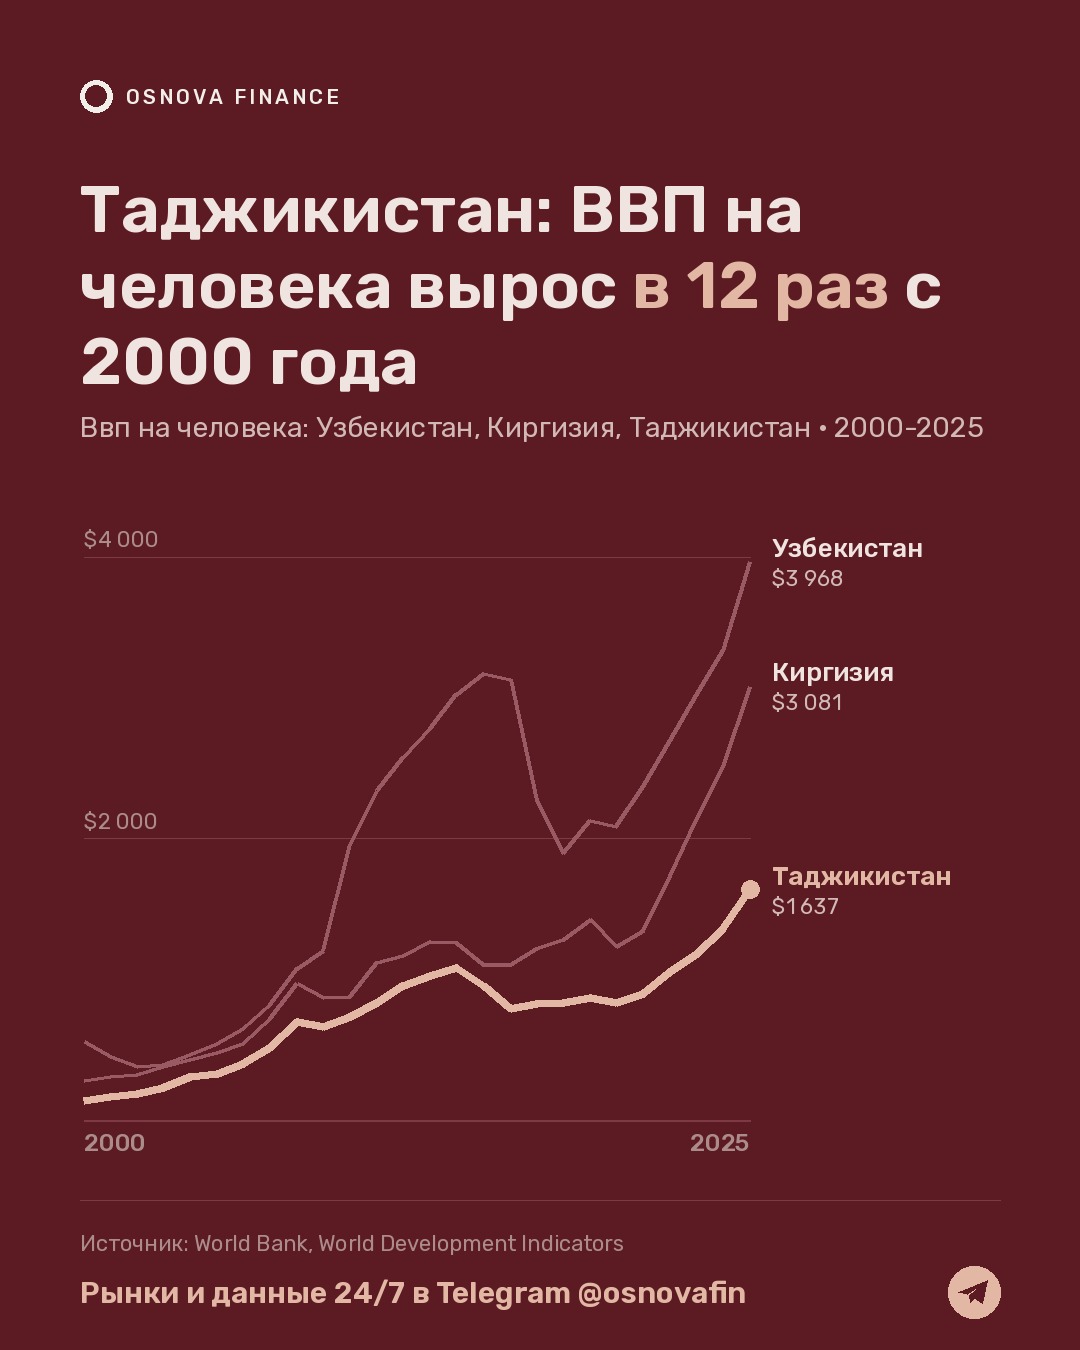 OSNOVA FINANCE
Таджикистан: ВВП на
человека вырос в 12 раз с
2000 года
Ввп на человека: Узбекистан, Киргизия, Таджикистан • 2000–2025
$4 000
Узбекистан
$3 968
Киргизия
$3 081
$2 000
Таджикистан
$1 637
2000
2025
Источник: World Bank, World Development Indicators
Рынки и данные 24/7 в Telegram @osnovafin